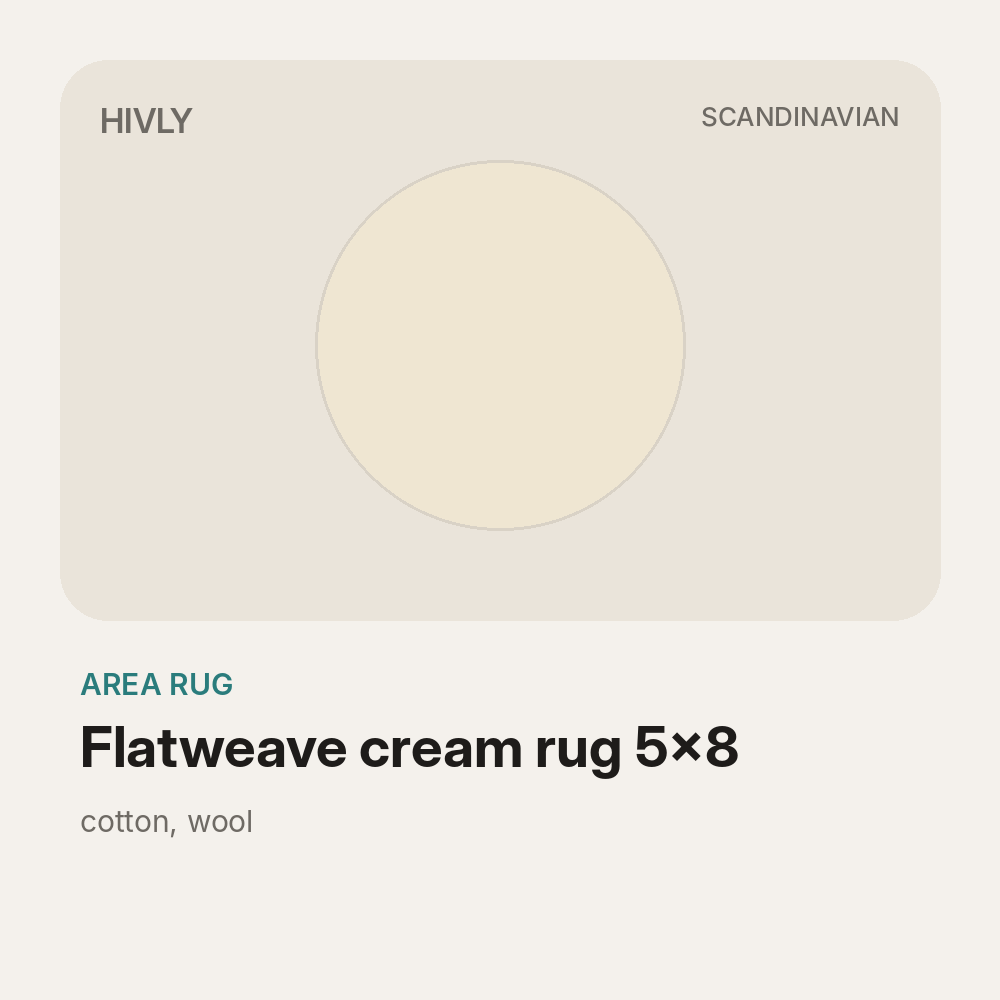 HIVLY
SCANDINAVIAN
AREA RUG
Flatweave cream rug 5×8
cotton, wool